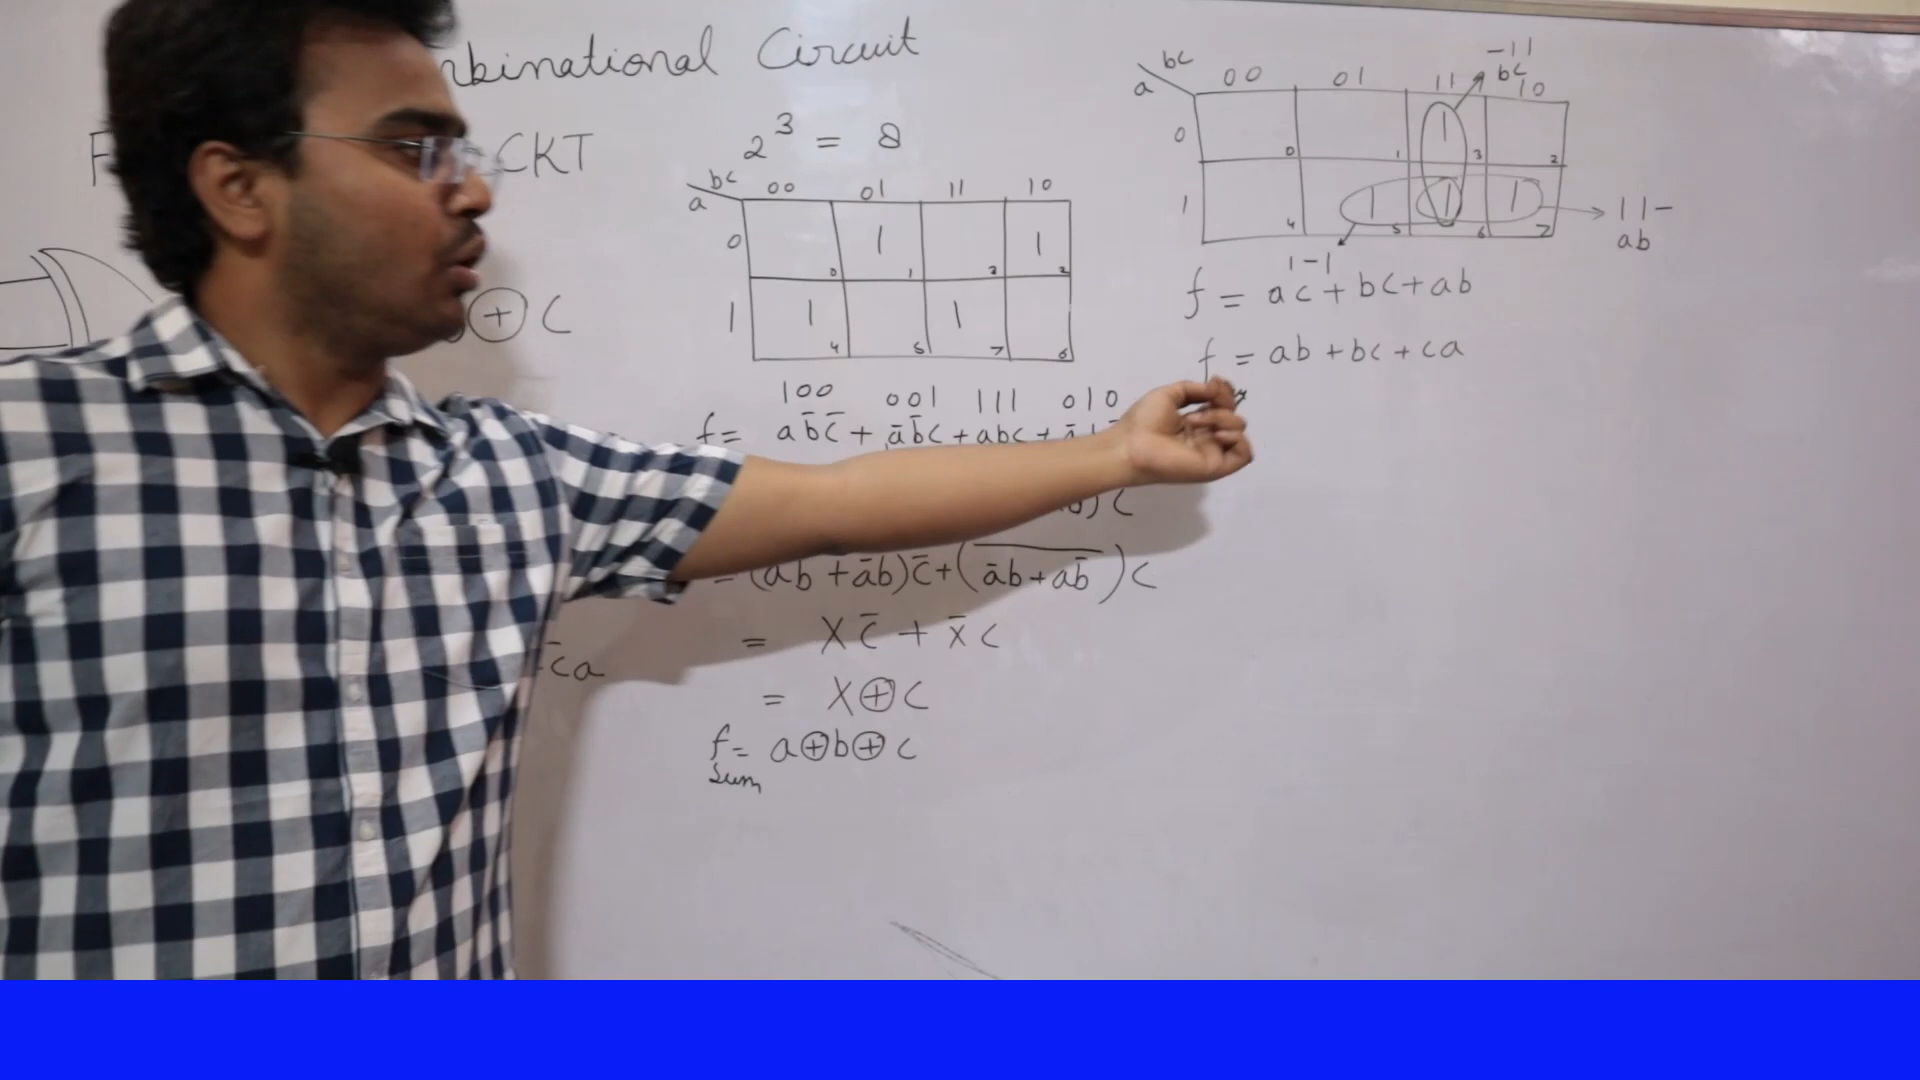 Circuit
CKT
2³ = 8
bc
a
00 01 11 10
0 1 1
0 1 3 2
1 1 1
4 5 7 6
100 001 111 010
f = ab̄c̄ + āb̄c + abc +
b) C
+ āb)c̄ + (āb + ab̄)‾ C
= Xc̄ + x̄c
= X⊕C
f = a⊕b⊕c
Sum
⊕ C
c̄a
-11
bc
bc
a
00 01 11 10
0 1
0 1 3 2
1 1 1 1
4 5 6 7
11-
ab
1-1
f = ac + bc + ab
f = ab + bc + ca